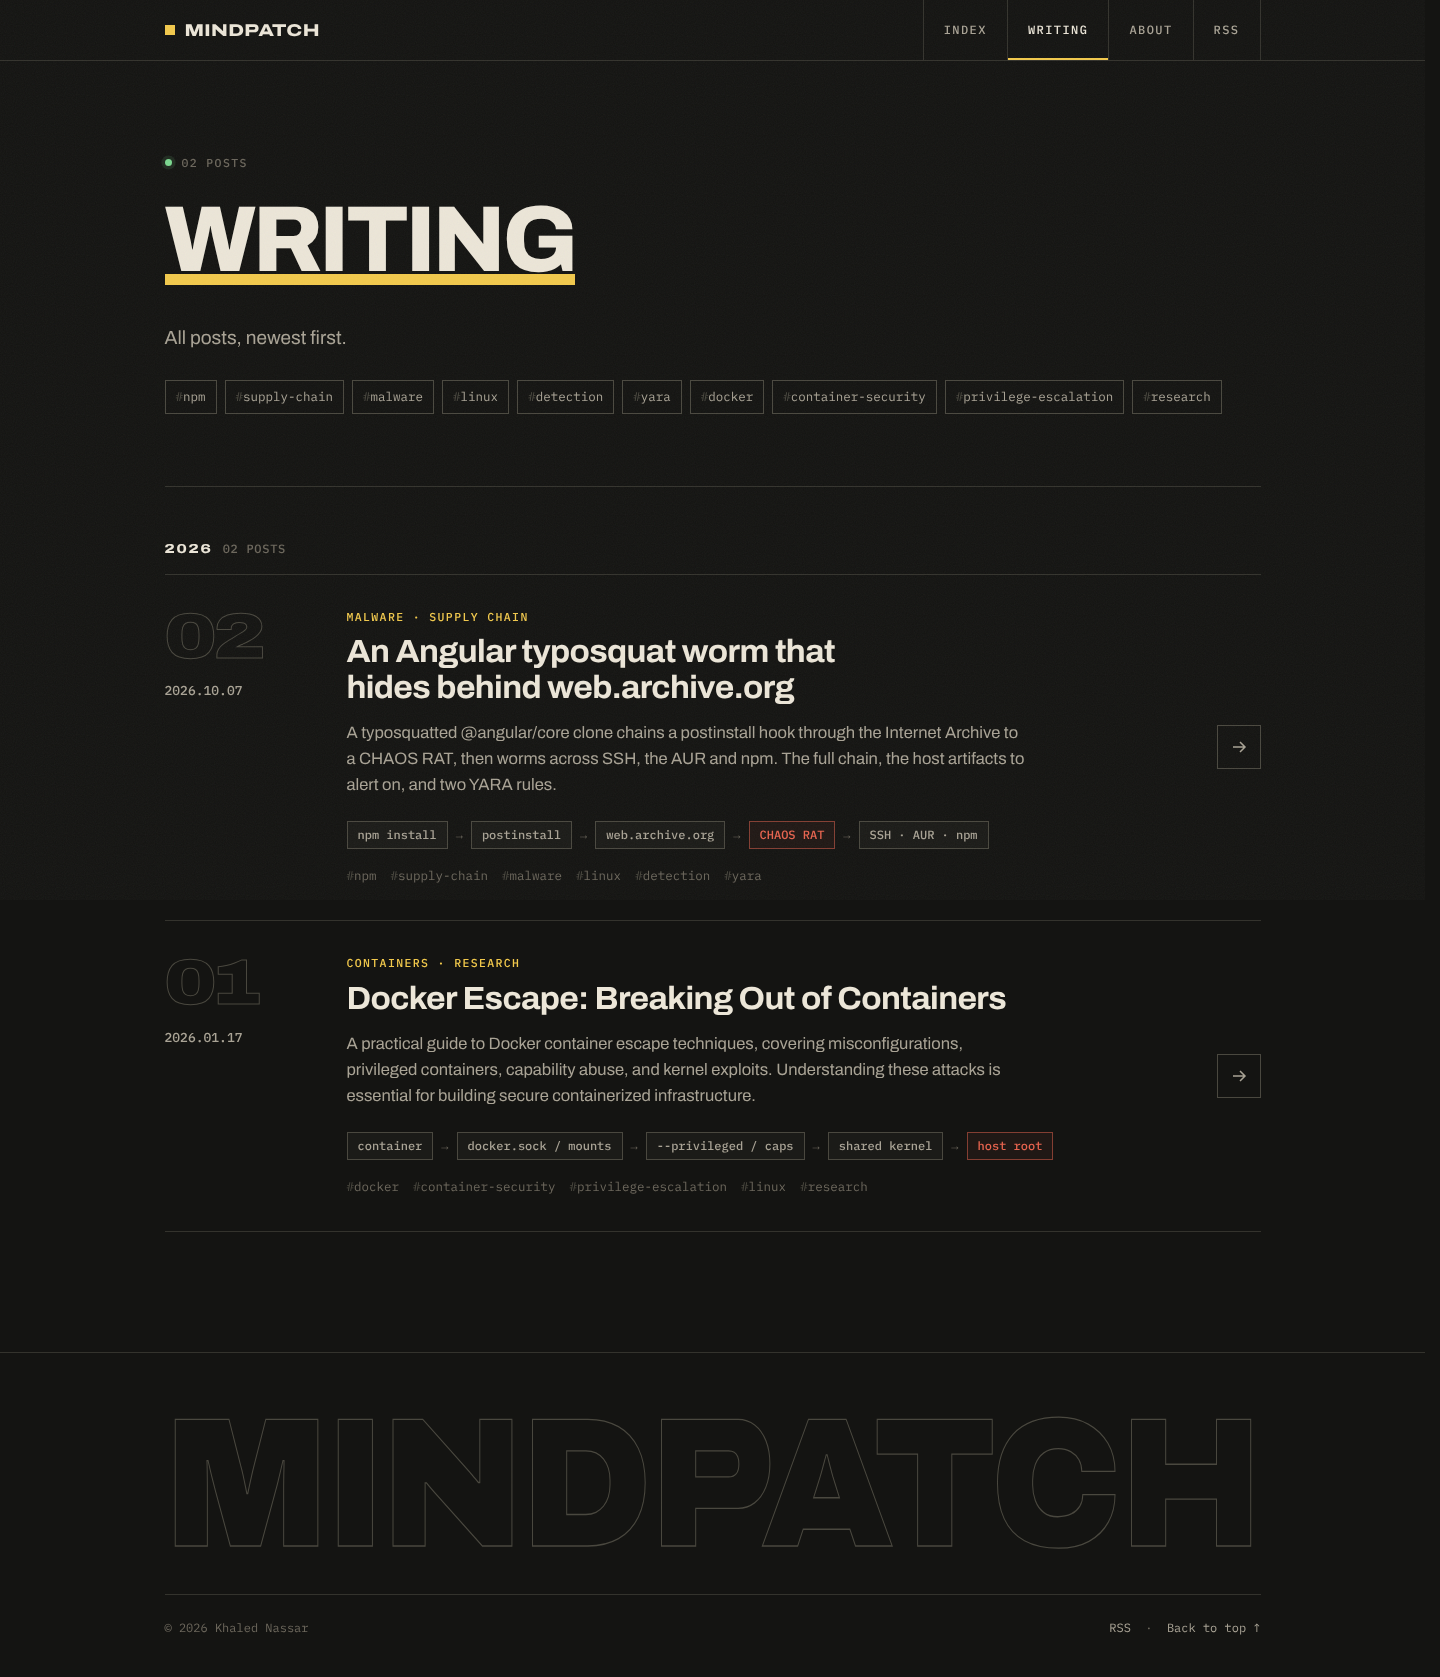 MINDPATCH
INDEX WRITING ABOUT RSS
02 POSTS
WRITING
All posts, newest first.
#npm #supply-chain #malware #linux #detection #yara #docker #container-security #privilege-escalation #research
2026 02 POSTS
02
2026.10.07
MALWARE · SUPPLY CHAIN
An Angular typosquat worm that
hides behind web.archive.org
A typosquatted @angular/core clone chains a postinstall hook through the Internet Archive to
a CHAOS RAT, then worms across SSH, the AUR and npm. The full chain, the host artifacts to
alert on, and two YARA rules.
→
npm install → postinstall → web.archive.org → CHAOS RAT → SSH · AUR · npm
#npm #supply-chain #malware #linux #detection #yara
01
2026.01.17
CONTAINERS · RESEARCH
Docker Escape: Breaking Out of Containers
A practical guide to Docker container escape techniques, covering misconfigurations,
privileged containers, capability abuse, and kernel exploits. Understanding these attacks is
essential for building secure containerized infrastructure.
→
container → docker.sock / mounts → --privileged / caps → shared kernel → host root
#docker #container-security #privilege-escalation #linux #research
MINDPATCH
© 2026 Khaled Nassar
RSS · Back to top ↑